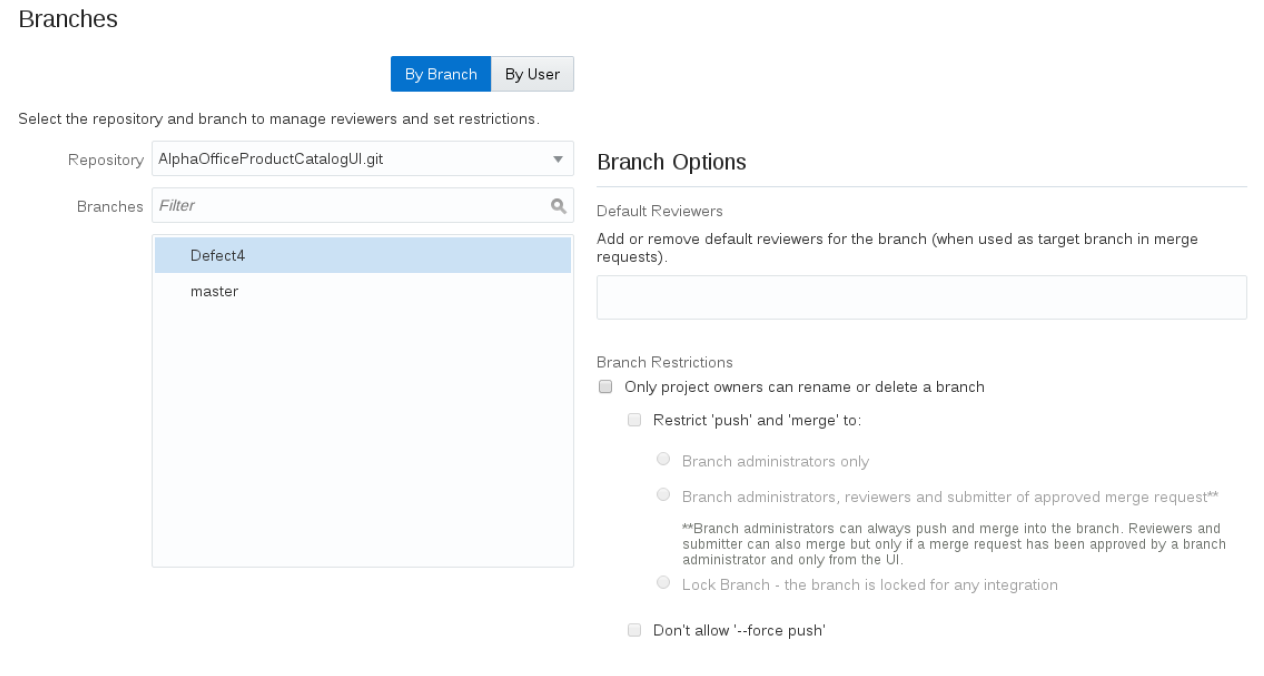 Branches
By Branch
By User
Select the repository and branch to manage reviewers and set restrictions.
Repository
AlphaOfficeProductCatalogUI.git
Branches
Filter
Defect4
master
Branch Options
Default Reviewers
Add or remove default reviewers for the branch (when used as target branch in merge
requests).
Branch Restrictions
Only project owners can rename or delete a branch
Restrict 'push' and 'merge' to:
Branch administrators only
Branch administrators, reviewers and submitter of approved merge request**
**Branch administrators can always push and merge into the branch. Reviewers and
submitter can also merge but only if a merge request has been approved by a branch
administrator and only from the UI.
Lock Branch - the branch is locked for any integration
Don't allow '--force push'